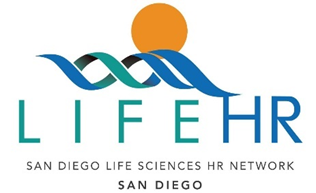 LIFEHR
SAN DIEGO LIFE SCIENCES HR NETWORK
SAN DIEGO